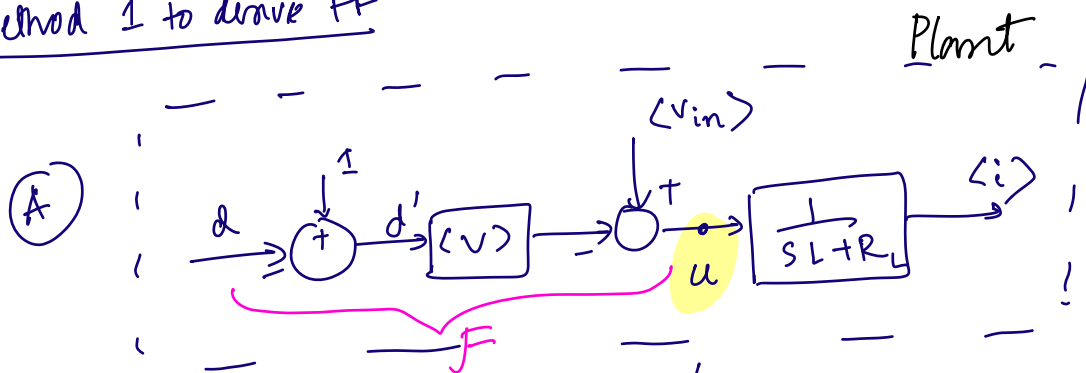 ethod 1 to derive FF
Plant
<vin>
1
A
d
+
d'
<v>
−
+
u
1
SL+RL
<i>
−
F